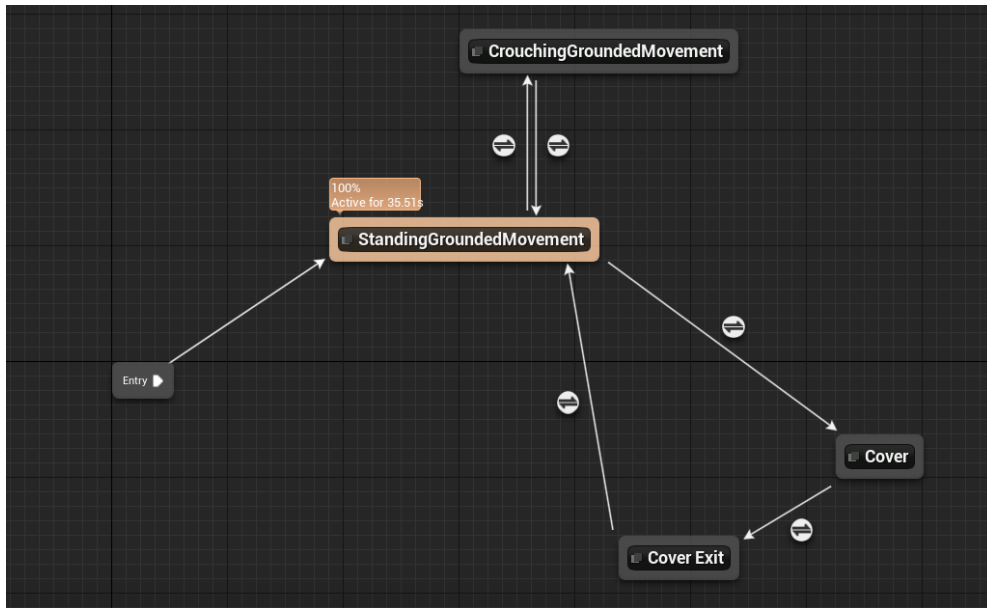 CrouchingGroundedMovement
100%
Active for 35.51s
StandingGroundedMovement
Entry
Cover
Cover Exit